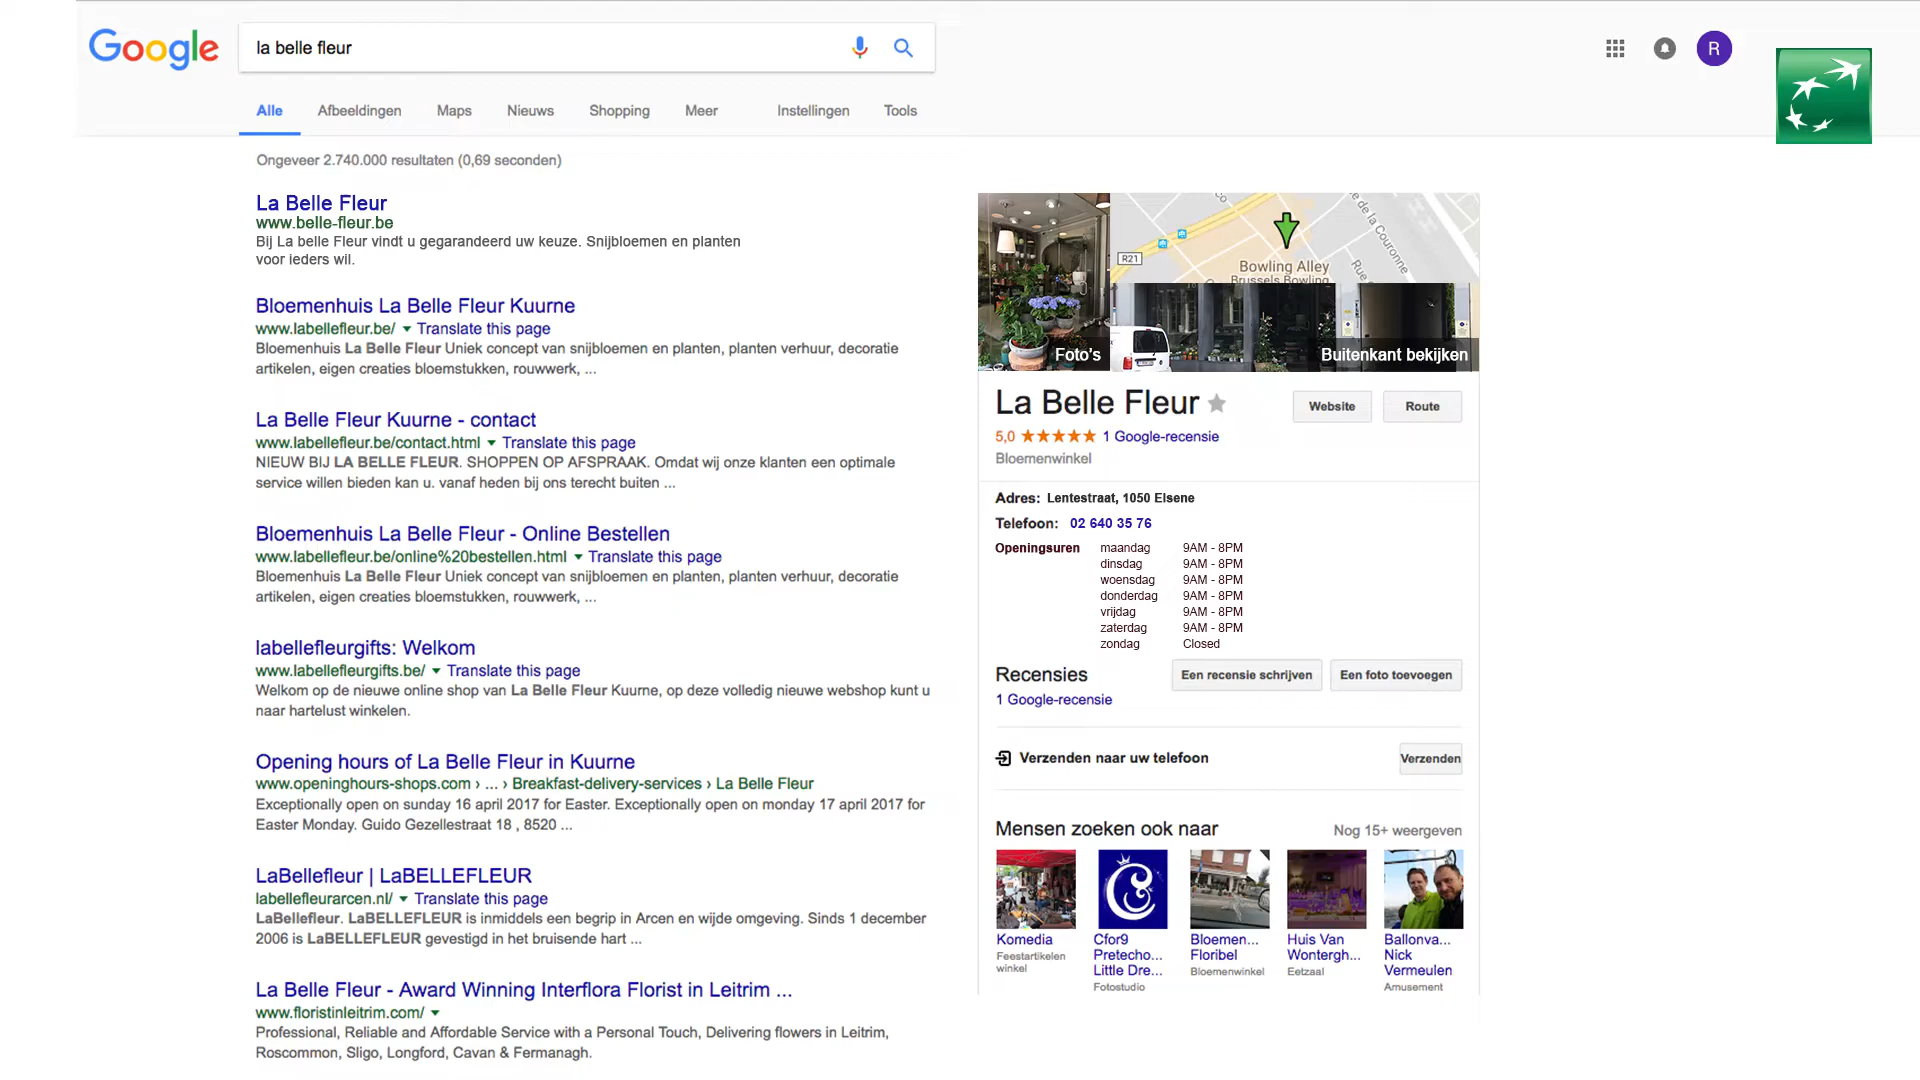 Google
la belle fleur
R
Alle Afbeeldingen Maps Nieuws Shopping Meer Instellingen Tools
Ongeveer 2.740.000 resultaten (0,69 seconden)
La Belle Fleur
www.belle-fleur.be
Bij La belle Fleur vindt u gegarandeerd uw keuze. Snijbloemen en planten
voor ieders wil.
Bloemenhuis La Belle Fleur Kuurne
www.labellefleur.be/ Translate this page
Bloemenhuis La Belle Fleur Uniek concept van snijbloemen en planten, planten verhuur, decoratie
artikelen, eigen creaties bloemstukken, rouwwerk, ...
La Belle Fleur Kuurne - contact
www.labellefleur.be/contact.html Translate this page
NIEUW BIJ LA BELLE FLEUR. SHOPPEN OP AFSPRAAK. Omdat wij onze klanten een optimale
service willen bieden kan u. vanaf heden bij ons terecht buiten ...
Bloemenhuis La Belle Fleur - Online Bestellen
www.labellefleur.be/online%20bestellen.html Translate this page
Bloemenhuis La Belle Fleur Uniek concept van snijbloemen en planten, planten verhuur, decoratie
artikelen, eigen creaties bloemstukken, rouwwerk, ...
labellefleurgifts: Welkom
www.labellefleurgifts.be/ Translate this page
Welkom op de nieuwe online shop van La Belle Fleur Kuurne, op deze volledig nieuwe webshop kunt u
naar hartelust winkelen.
Opening hours of La Belle Fleur in Kuurne
www.openinghours-shops.com › ... › Breakfast-delivery-services › La Belle Fleur
Exceptionally open on sunday 16 april 2017 for Easter. Exceptionally open on monday 17 april 2017 for
Easter Monday. Guido Gezellestraat 18 , 8520 ...
LaBellefleur | LaBELLEFLEUR
labellefleurarcen.nl/ Translate this page
LaBellefleur. LaBELLEFLEUR is inmiddels een begrip in Arcen en wijde omgeving. Sinds 1 december
2006 is LaBELLEFLEUR gevestigd in het bruisende hart ...
La Belle Fleur - Award Winning Interflora Florist in Leitrim ...
www.floristinleitrim.com/
Professional, Reliable and Affordable Service with a Personal Touch, Delivering flowers in Leitrim,
Roscommon, Sligo, Longford, Cavan & Fermanagh.
e de la Couronne
R21
Bowling Alley
Brussels Bowling
Rue
Foto's
Buitenkant bekijken
La Belle Fleur
Website Route
5,0 1 Google-recensie
Bloemenwinkel
Adres: Lentestraat, 1050 Elsene
Telefoon: 02 640 35 76
Openingsuren maandag 9AM - 8PM
dinsdag 9AM - 8PM
woensdag 9AM - 8PM
donderdag 9AM - 8PM
vrijdag 9AM - 8PM
zaterdag 9AM - 8PM
zondag Closed
Recensies
Een recensie schrijven Een foto toevoegen
1 Google-recensie
Verzenden naar uw telefoon Verzenden
Mensen zoeken ook naar Nog 15+ weergeven
Komedia
Feestartikelen
winkel
Cfor9
Pretecho...
Little Dre...
Fotostudio
Bloemen...
Floribel
Bloemenwinkel
Huis Van
Wontergh...
Eetzaal
Ballonva...
Nick
Vermeulen
Amusement